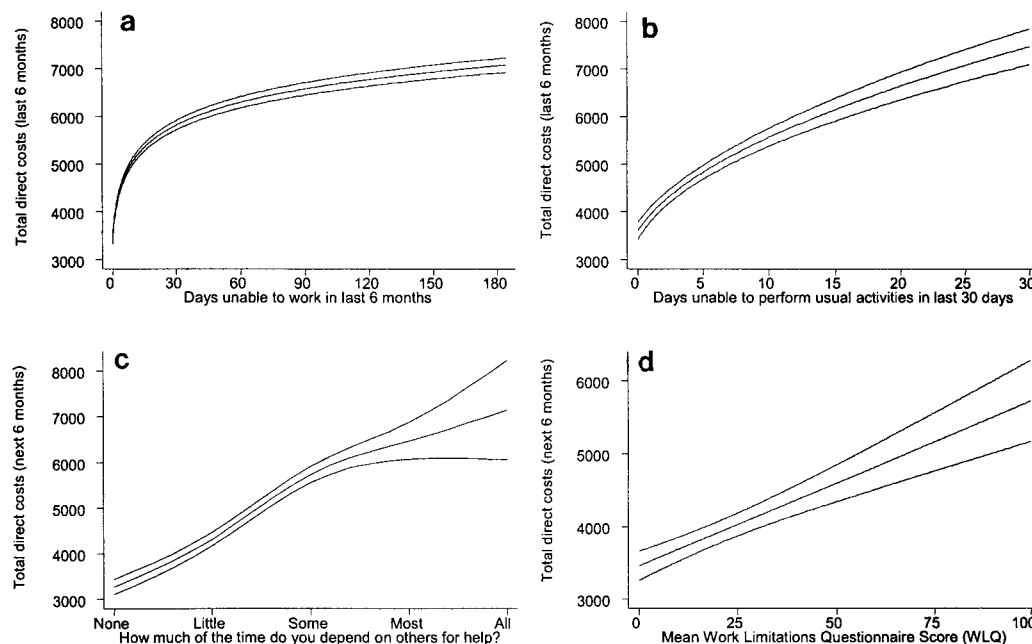 a
Total direct costs (last 6 months)
8000
7000
6000
5000
4000
3000
0 30 60 90 120 150 180
Days unable to work in last 6 months
b
Total direct costs (last 6 months)
8000
7000
6000
5000
4000
3000
0 5 10 15 20 25 30
Days unable to perform usual activities in last 30 days
c
Total direct costs (next 6 months)
8000
7000
6000
5000
4000
3000
None Little Some Most All
How much of the time do you depend on others for help?
d
Total direct costs (next 6 months)
6000
5000
4000
3000
0 25 50 75 100
Mean Work Limitations Questionnaire Score (WLQ)